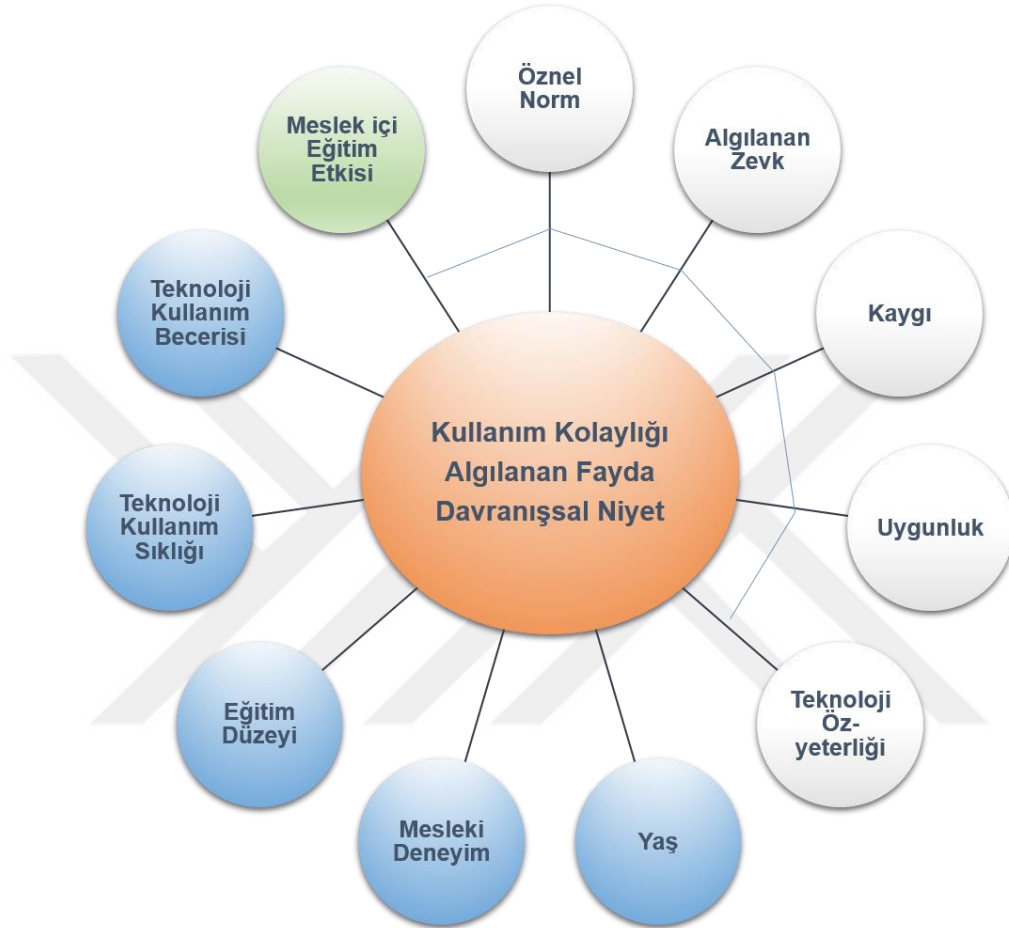 Öznel
Norm
Algılanan
Zevk
Kaygı
Uygunluk
Teknoloji
Öz-
yeterliği
Yaş
Mesleki
Deneyim
Eğitim
Düzeyi
Teknoloji
Kullanım
Sıklığı
Teknoloji
Kullanım
Becerisi
Meslek içi
Eğitim
Etkisi
Kullanım Kolaylığı
Algılanan Fayda
Davranışsal Niyet